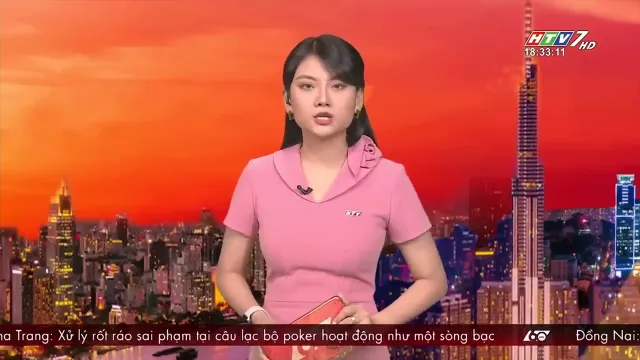 HTV7 HD
18:33:11
HTV
ha Trang: Xử lý rốt ráo sai phạm tại câu lạc bộ poker hoạt động như một sòng bạc
60
Đồng Nai